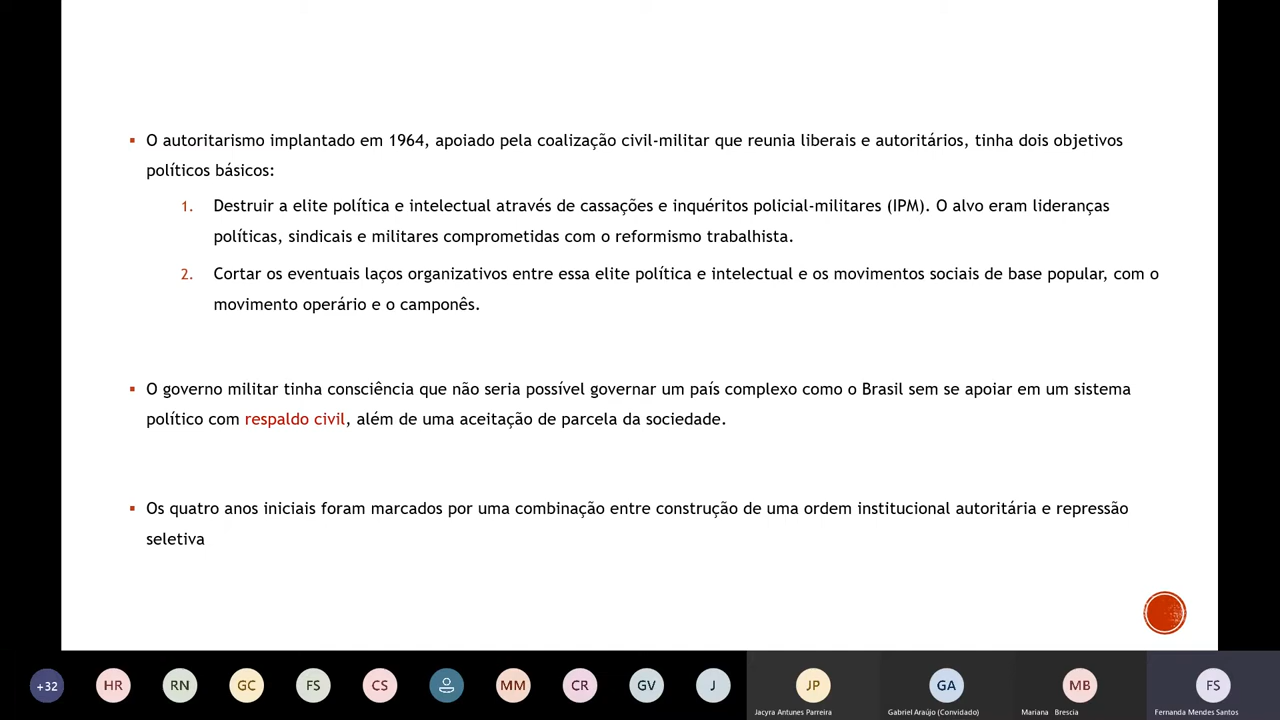 O autoritarismo implantado em 1964, apoiado pela coalização civil-militar que reunia liberais e autoritários, tinha dois objetivos
políticos básicos:
1. Destruir a elite política e intelectual através de cassações e inquéritos policial-militares (IPM). O alvo eram lideranças
políticas, sindicais e militares comprometidas com o reformismo trabalhista.
2. Cortar os eventuais laços organizativos entre essa elite política e intelectual e os movimentos sociais de base popular, com o
movimento operário e o camponês.
O governo militar tinha consciência que não seria possível governar um país complexo como o Brasil sem se apoiar em um sistema
político com respaldo civil, além de uma aceitação de parcela da sociedade.
Os quatro anos iniciais foram marcados por uma combinação entre construção de uma ordem institucional autoritária e repressão
seletiva
+32 HR RN GC FS CS MM CR GV J JP GA MB FS
Jacyra Antunes Parreira Gabriel Araújo (Convidado) Mariana Brescia Fernanda Mendes Santos